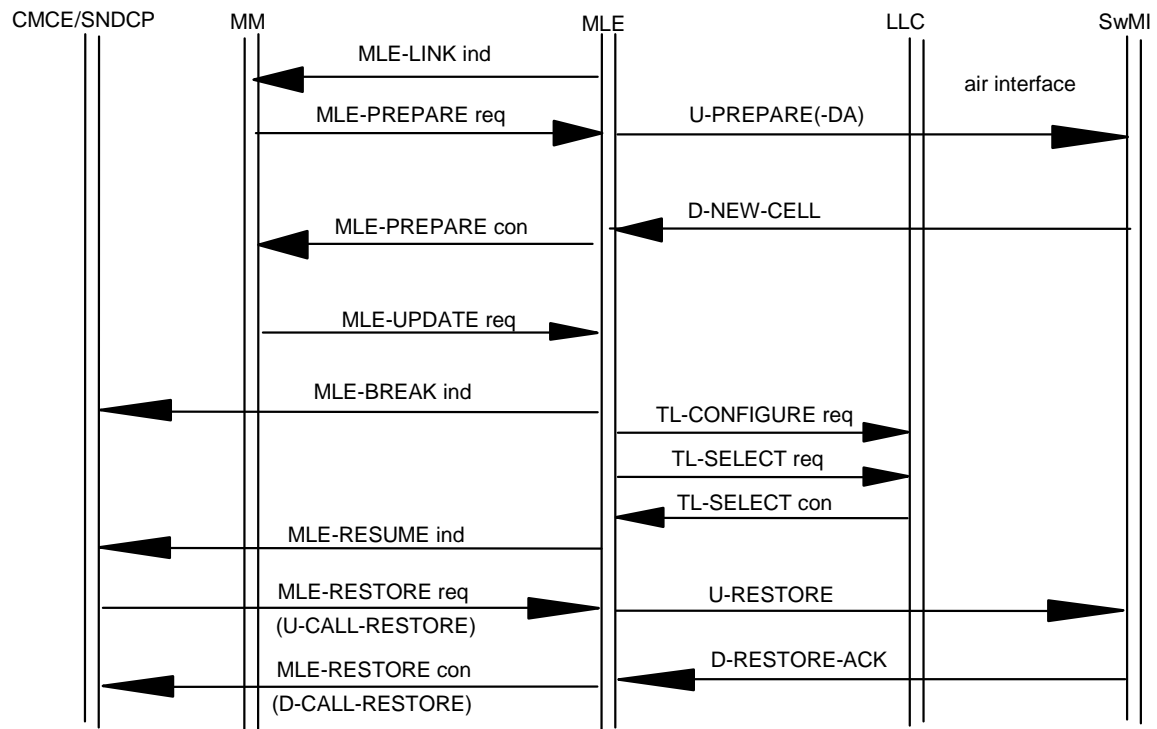 CMCE/SNDCP MM MLE LLC SwMI
MLE-LINK ind
air interface
MLE-PREPARE req U-PREPARE(-DA)
D-NEW-CELL
MLE-PREPARE con
MLE-UPDATE req
MLE-BREAK ind
TL-CONFIGURE req
TL-SELECT req
TL-SELECT con
MLE-RESUME ind
MLE-RESTORE req U-RESTORE
(U-CALL-RESTORE)
D-RESTORE-ACK
MLE-RESTORE con
(D-CALL-RESTORE)